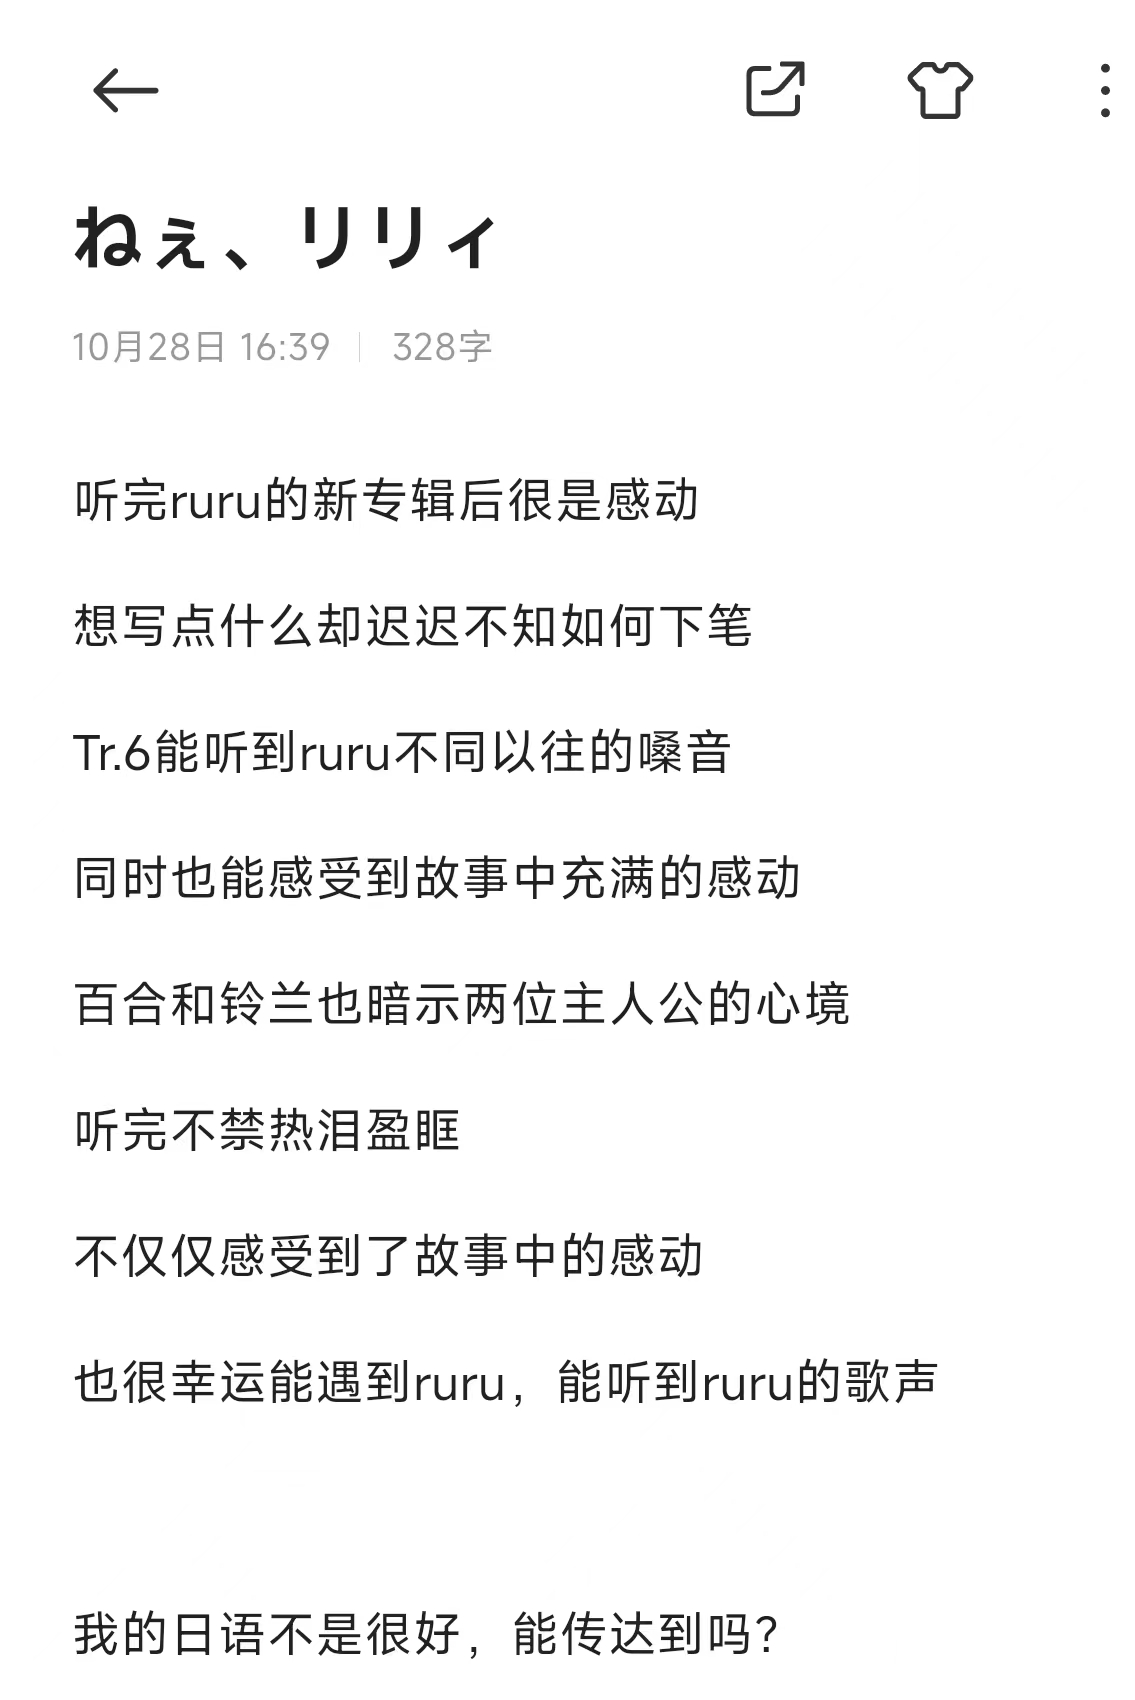 ねぇ、リリィ
10月28日 16:39 | 328字
听完ruru的新专辑后很是感动
想写点什么却迟迟不知如何下笔
Tr.6能听到ruru不同以往的嗓音
同时也能感受到故事中充满的感动
百合和铃兰也暗示两位主人公的心境
听完不禁热泪盈眶
不仅仅感受到了故事中的感动
也很幸运能遇到ruru，能听到ruru的歌声
我的日语不是很好，能传达到吗？